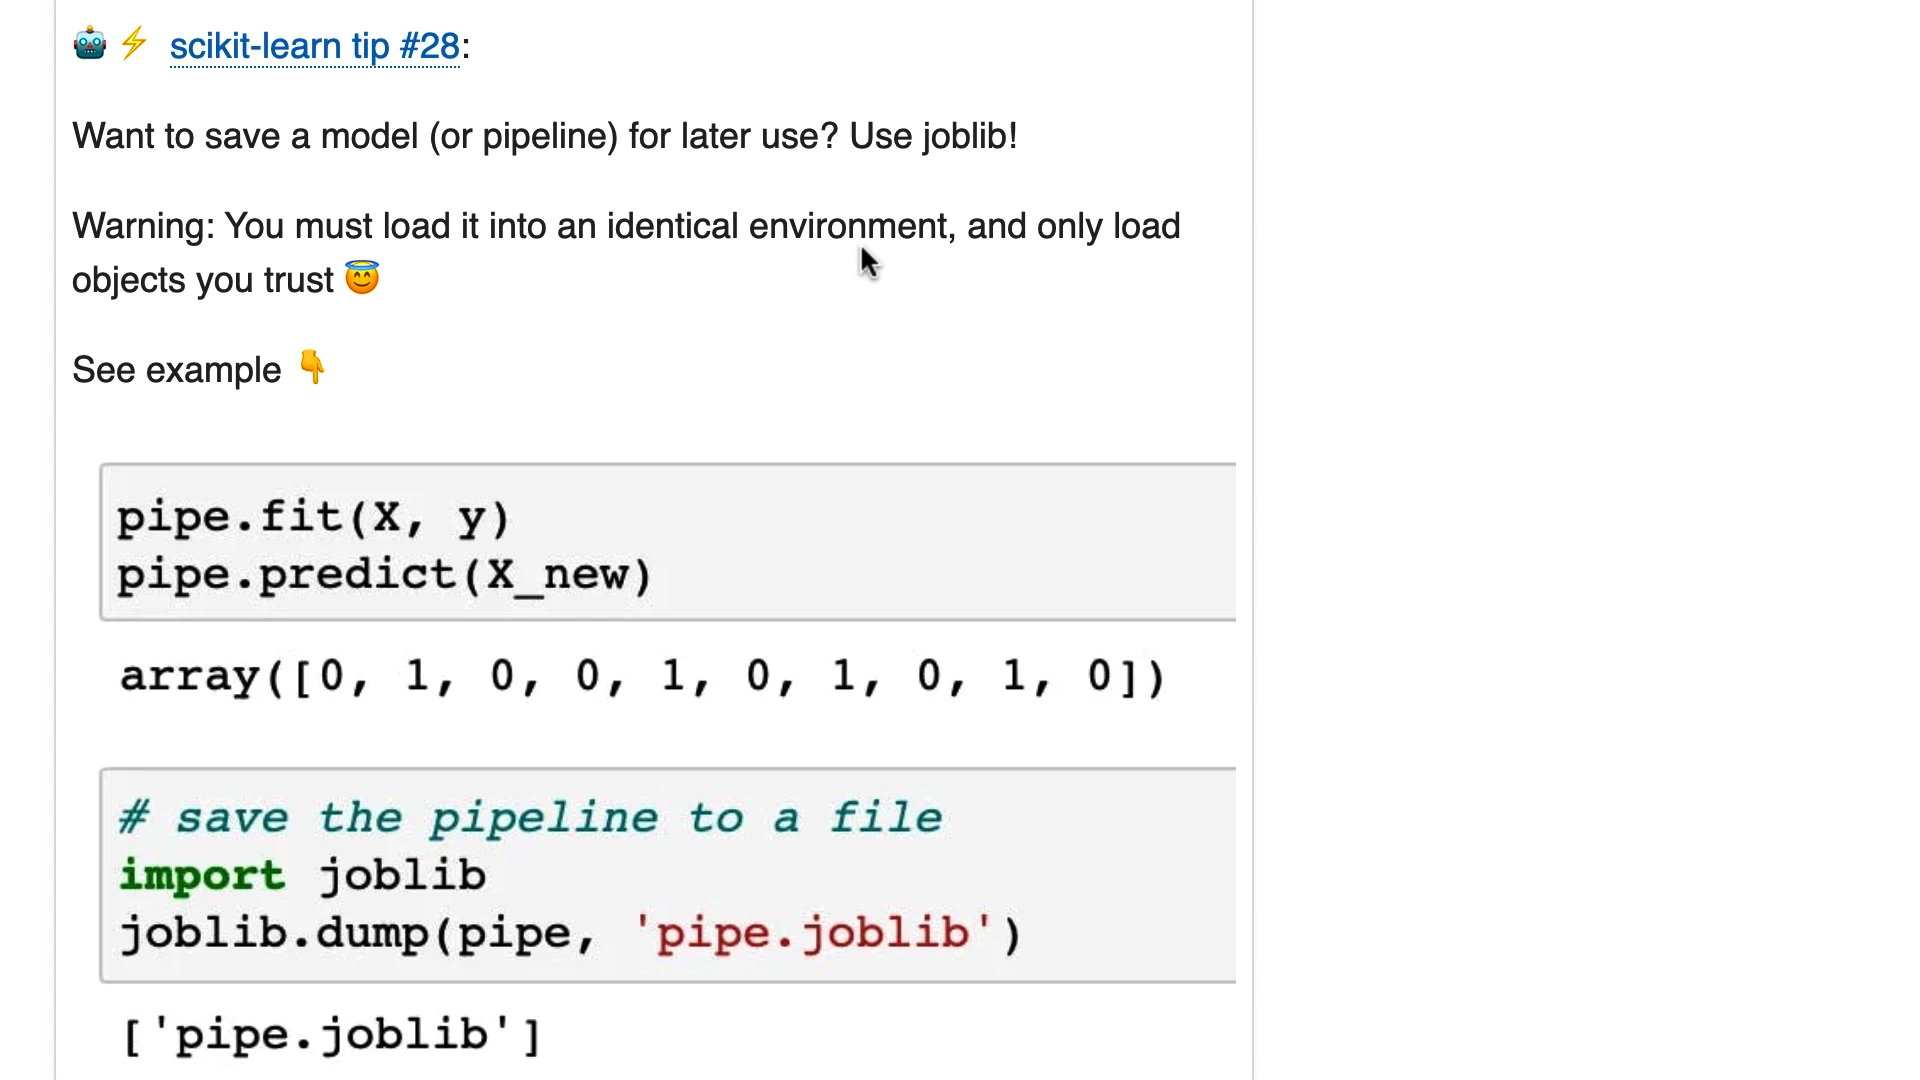 🤖⚡ scikit-learn tip #28:
Want to save a model (or pipeline) for later use? Use joblib!
Warning: You must load it into an identical environment, and only load
objects you trust 😇
See example 👇
pipe.fit(X, y)
pipe.predict(X_new)
array([0, 1, 0, 0, 1, 0, 1, 0, 1, 0])
# save the pipeline to a file
import joblib
joblib.dump(pipe, 'pipe.joblib')
['pipe.joblib']